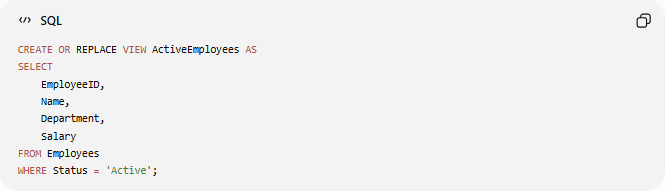 SQL
CREATE OR REPLACE VIEW ActiveEmployees AS
SELECT
    EmployeeID,
    Name,
    Department,
    Salary
FROM Employees
WHERE Status = 'Active';